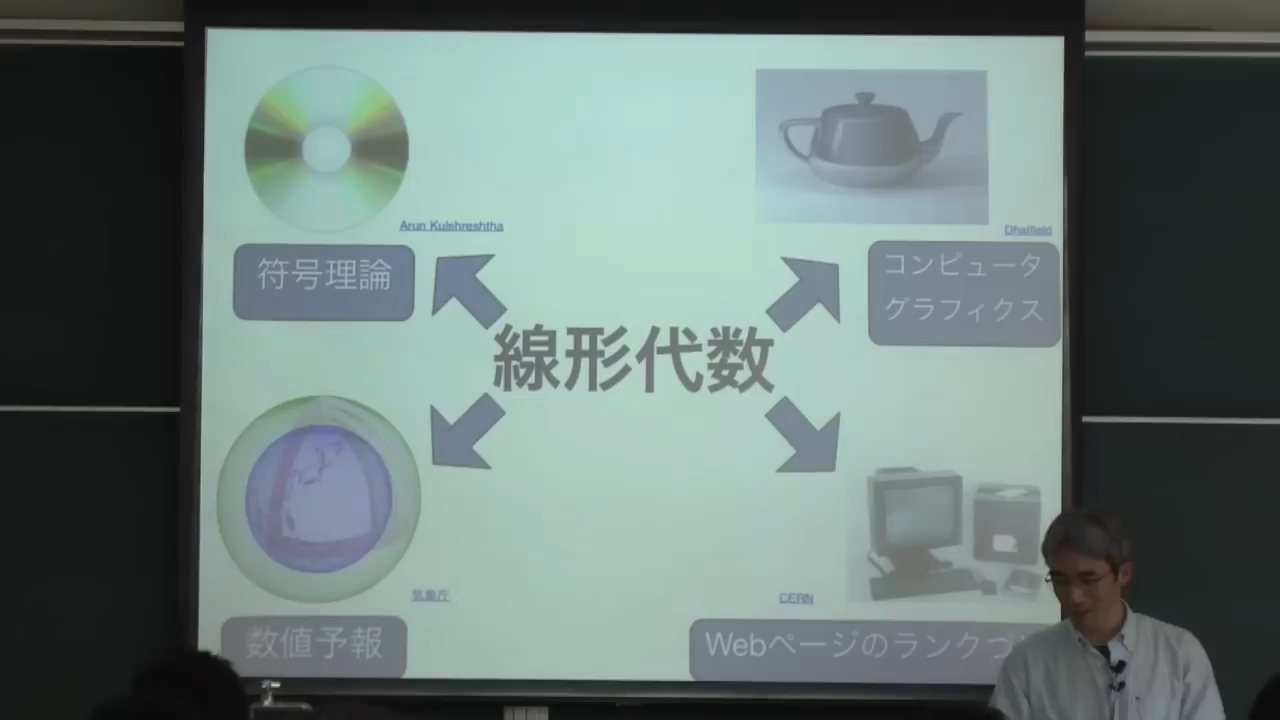 Arun Kulshreshtha
Dhatfield
符号理論
コンピュータ
グラフィクス
線形代数
気象庁
CERN
数値予報
Webページのランクづ